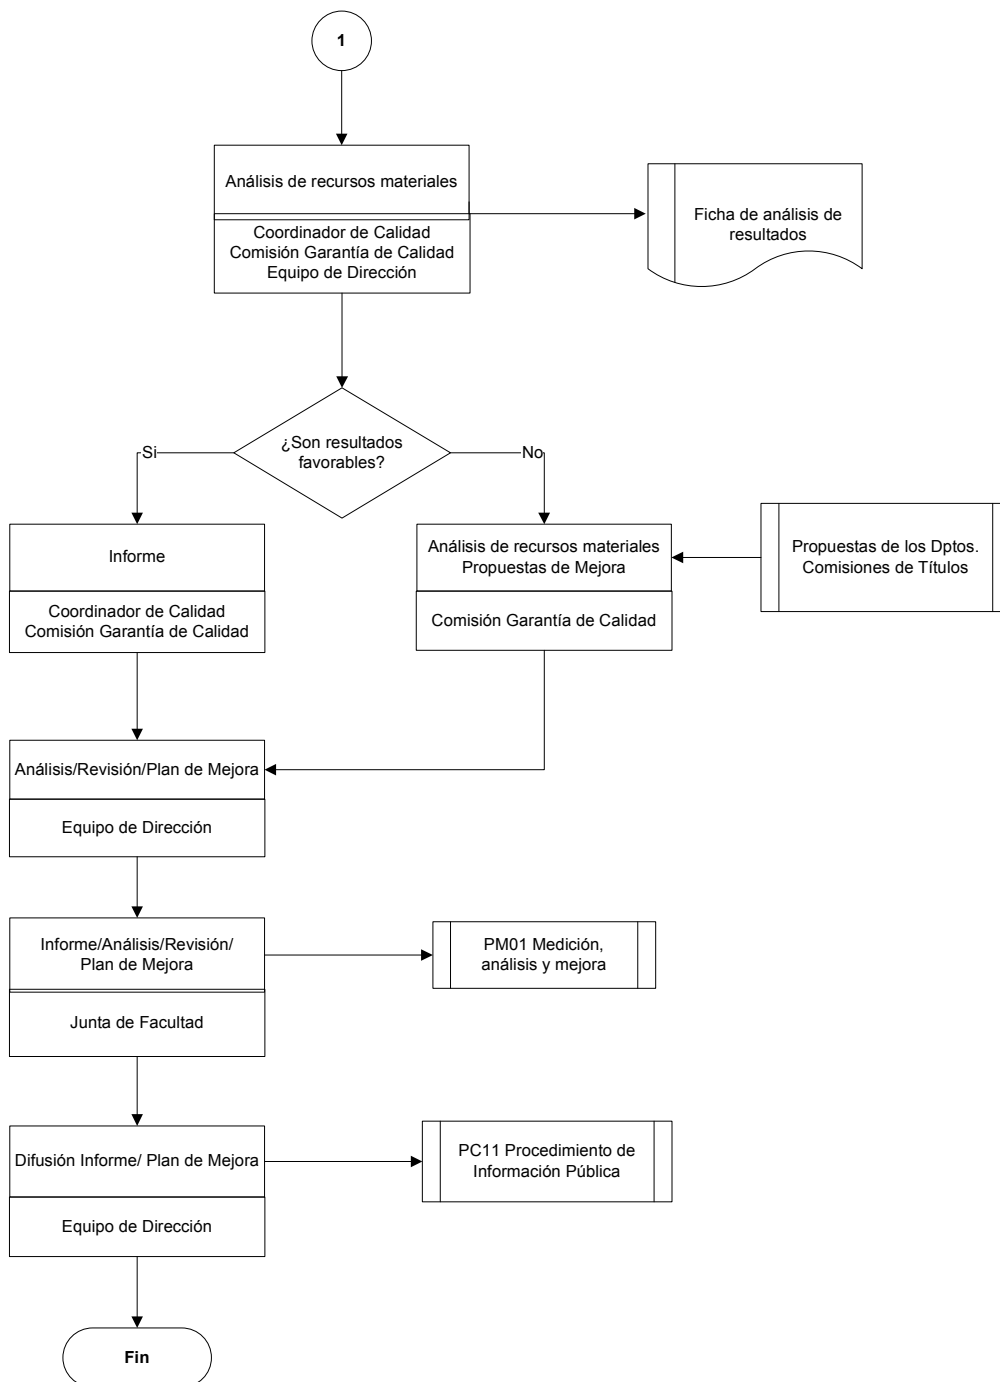 1
Análisis de recursos materiales
Coordinador de Calidad
Comisión Garantía de Calidad
Equipo de Dirección
Ficha de análisis de
resultados
¿Son resultados
favorables?
Si
No
Informe
Coordinador de Calidad
Comisión Garantía de Calidad
Análisis de recursos materiales
Propuestas de Mejora
Comisión Garantía de Calidad
Propuestas de los Dptos.
Comisiones de Títulos
Análisis/Revisión/Plan de Mejora
Equipo de Dirección
Informe/Análisis/Revisión/
Plan de Mejora
Junta de Facultad
PM01 Medición,
análisis y mejora
Difusión Informe/ Plan de Mejora
Equipo de Dirección
PC11 Procedimiento de
Información Pública
Fin